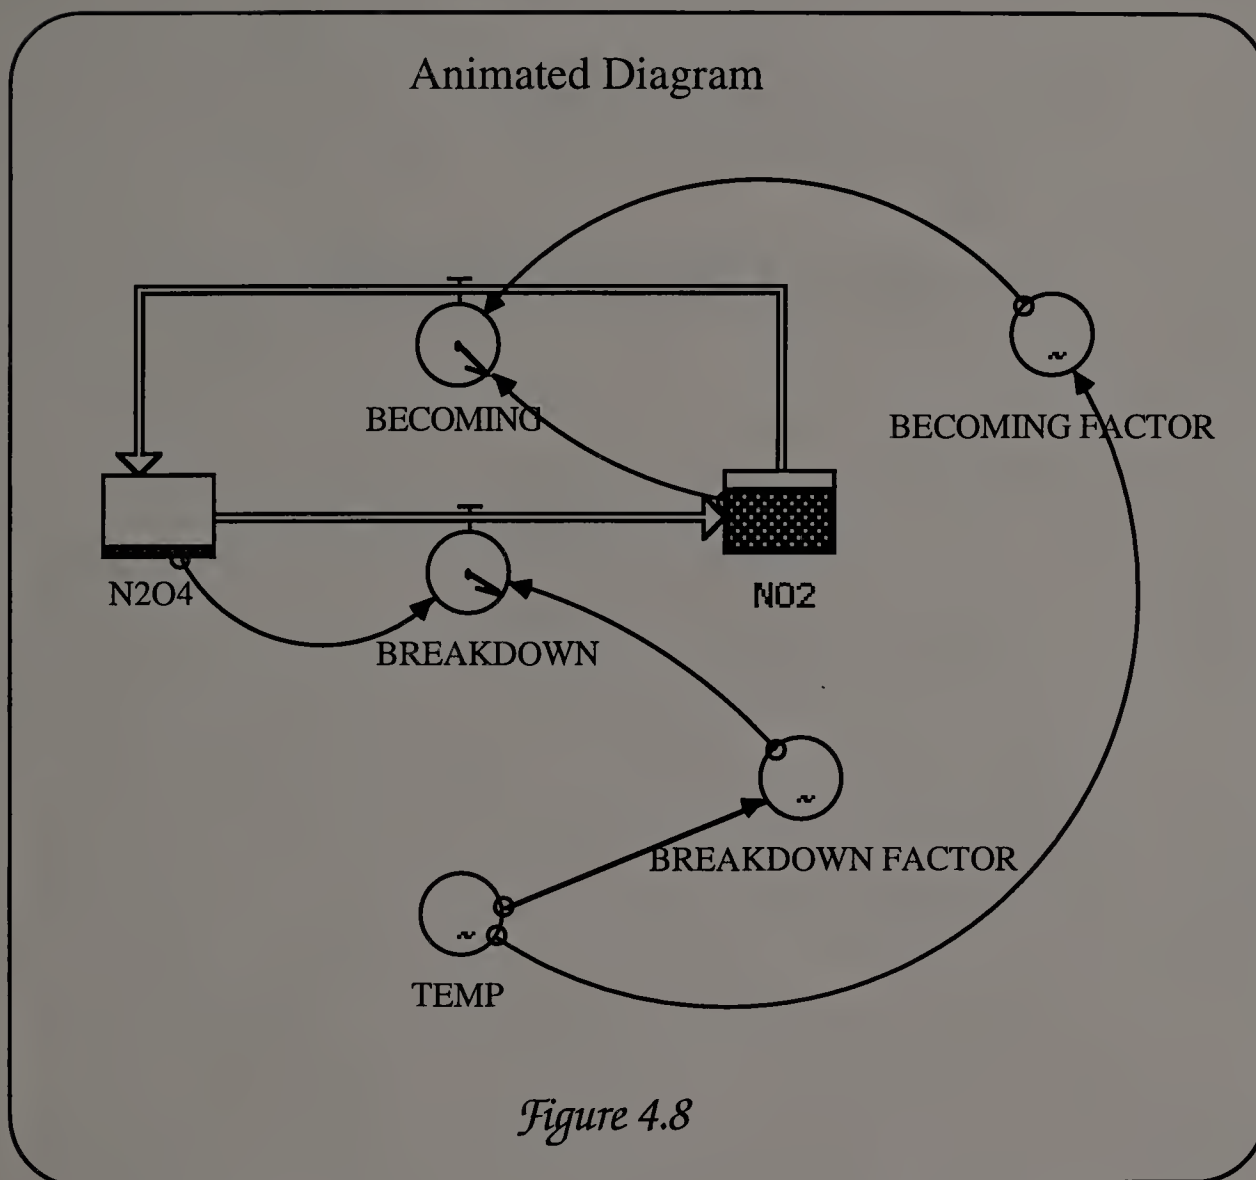 Animated Diagram
BECOMING
BECOMING FACTOR
N2O4
NO2
BREAKDOWN
BREAKDOWN FACTOR
TEMP
Figure 4.8